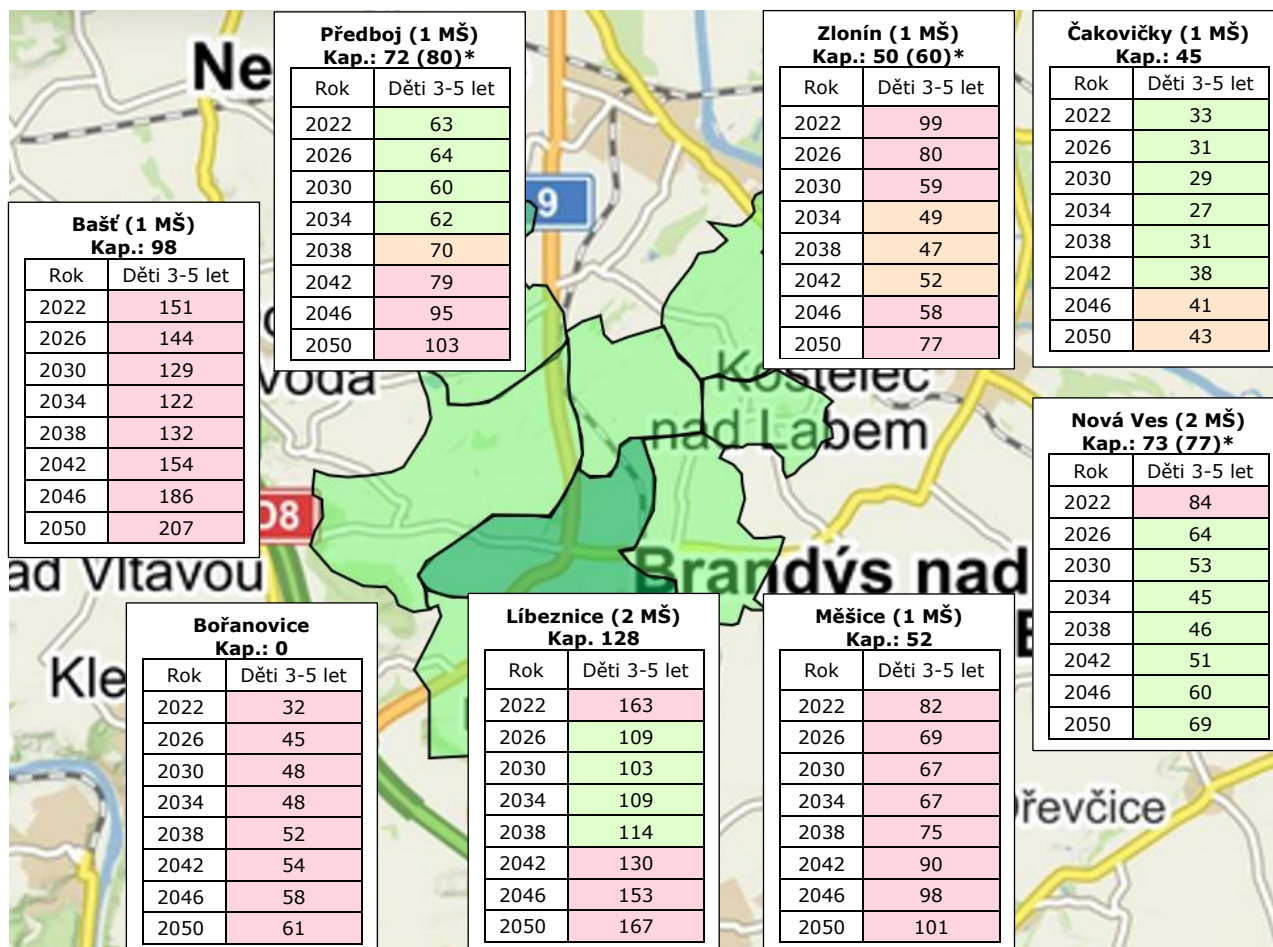 Předboj (1 MŠ)
Kap.: 72 (80)*
Rok Děti 3-5 let
2022 63
2026 64
2030 60
2034 62
2038 70
2042 79
2046 95
2050 103
Zlonín (1 MŠ)
Kap.: 50 (60)*
Rok Děti 3-5 let
2022 99
2026 80
2030 59
2034 49
2038 47
2042 52
2046 58
2050 77
Čakovičky (1 MŠ)
Kap.: 45
Rok Děti 3-5 let
2022 33
2026 31
2030 29
2034 27
2038 31
2042 38
2046 41
2050 43
Ne
9
Bašť (1 MŠ)
Kap.: 98
Rok Děti 3-5 let
2022 151
2026 144
2030 129
2034 122
2038 132
2042 154
2046 186
2050 207
voda
Kostelec
nad Labem
Nová Ves (2 MŠ)
Kap.: 73 (77)*
Rok Děti 3-5 let
2022 84
2026 64
2030 53
2034 45
2038 46
2042 51
2046 60
2050 69
D8
ad Vltavou
Brandýs nad
Kle
Bořanovice
Kap.: 0
Rok Děti 3-5 let
2022 32
2026 45
2030 48
2034 48
2038 52
2042 54
2046 58
2050 61
Líbeznice (2 MŠ)
Kap. 128
Rok Děti 3-5 let
2022 163
2026 109
2030 103
2034 109
2038 114
2042 130
2046 153
2050 167
Měšice (1 MŠ)
Kap.: 52
Rok Děti 3-5 let
2022 82
2026 69
2030 67
2034 67
2038 75
2042 90
2046 98
2050 101
řevčice